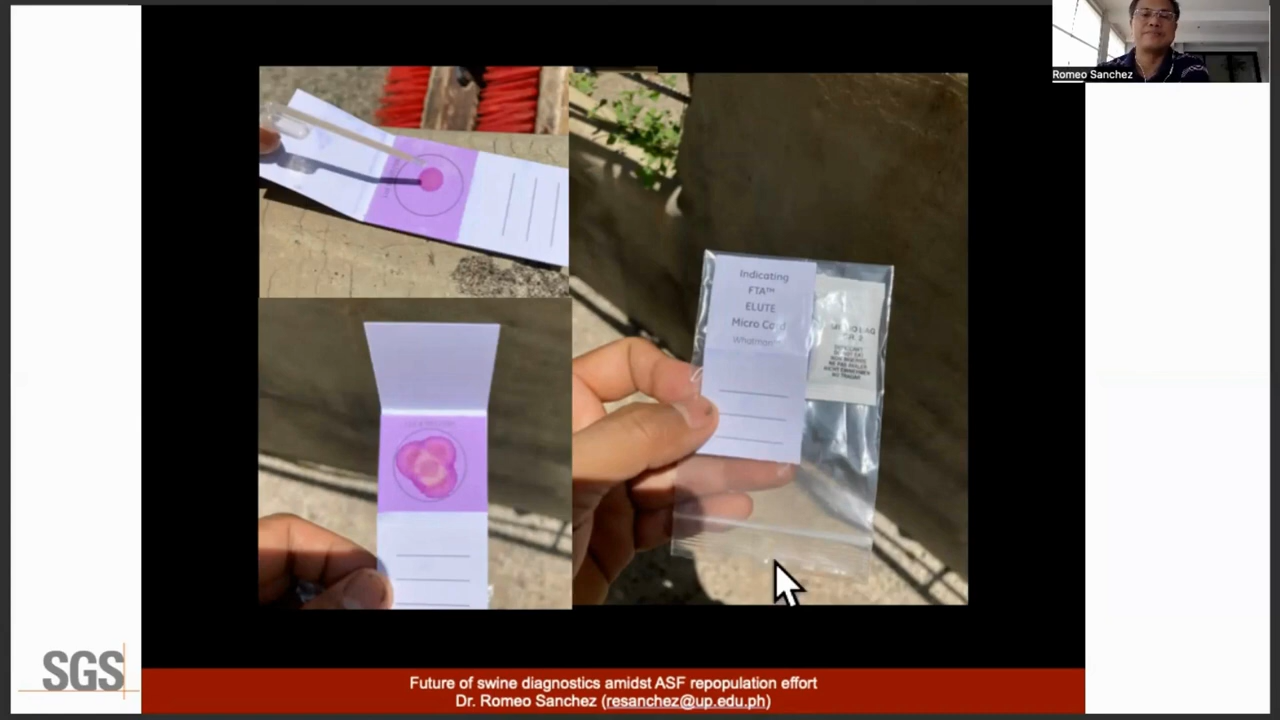 Romeo Sanchez
Indicating
FTA™
ELUTE
Micro Card
Whatman
SGS
Future of swine diagnostics amidst ASF repopulation effort
Dr. Romeo Sanchez (resanchez@up.edu.ph)